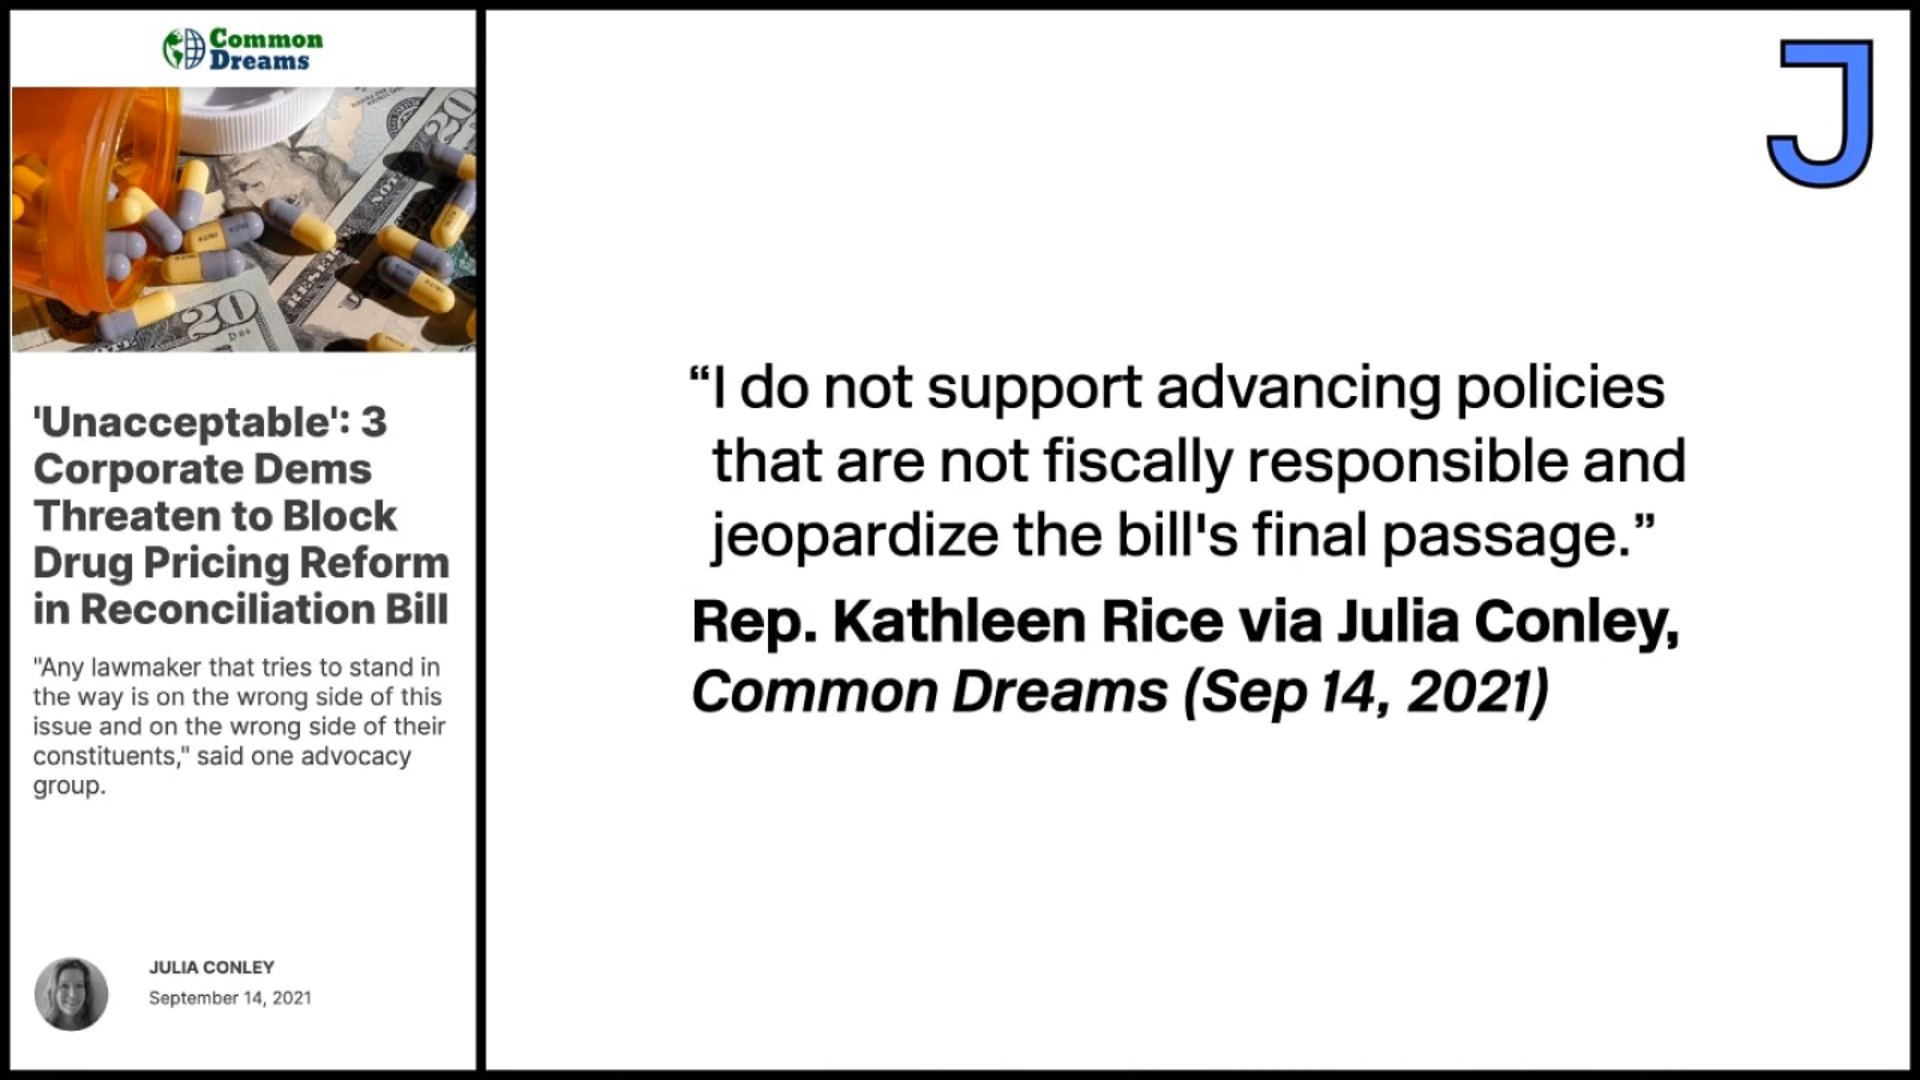 Common
Dreams
20
20
'Unacceptable': 3
Corporate Dems
Threaten to Block
Drug Pricing Reform
in Reconciliation Bill
"Any lawmaker that tries to stand in
the way is on the wrong side of this
issue and on the wrong side of their
constituents," said one advocacy
group.
JULIA CONLEY
September 14, 2021
J
“I do not support advancing policies
that are not fiscally responsible and
jeopardize the bill's final passage.”
Rep. Kathleen Rice via Julia Conley,
Common Dreams (Sep 14, 2021)